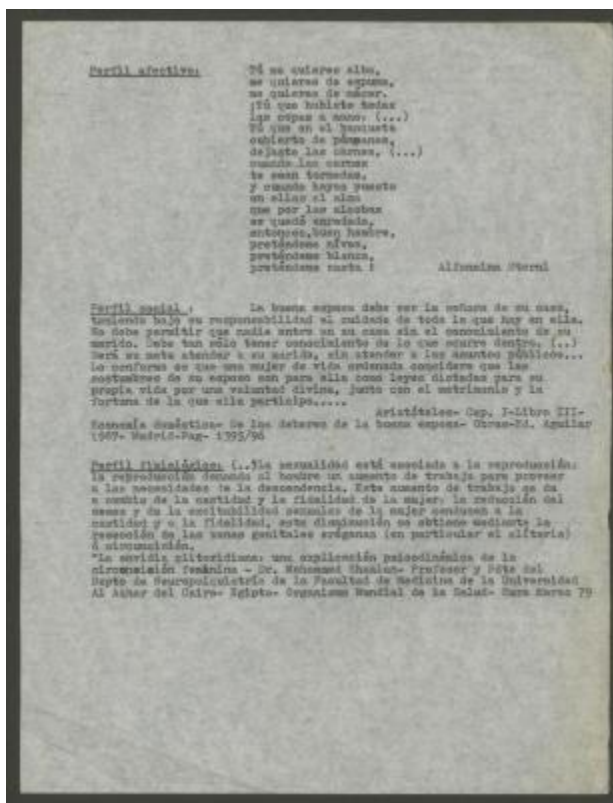 Perfil afectivo: Tú me quieres alba,
me quieres de espuma,
me quieres de nácar.
¡Tú que hubiste todas
las copas a mano: (...)
Tú que en el banquete
cubierto de pámpanos,
dejaste las carnes, (...)
cuando las carnes
te sean tornadas,
y cuando hayas puesto
en ellas el alma
que por las alcobas
se quedó enredada,
entonces,buen hombre,
preténdeme nívea,
preténdeme blanca,
preténdeme casta ! Alfonsina Storni
Perfil social : La buena esposa debe ser la señora de su casa,
teniendo bajo su responsabilidad el cuidado de todo lo que hay en ella.
No debe permitir que nadie entre en su casa sin el conocimiento de su
marido. Debe tan sólo tener conocimiento de lo que ocurre dentro. (..)
Será su meta atender a su marido, sin atender a los asuntos públicos...
Lo conforme es que una mujer de vida ordenada considere que las
costumbres de su esposo son para ella como leyes dictadas para su
propia vida por una voluntad divina, junto con el matrimonio y la
fortuna de la que ella participa.....
Aristóteles- Cap. I-Libro III-
Economía doméstica- De los deberes de la buena esposa- Obras-Ed. Aguilar
1967- Madrid-Pag- 1395/96
Perfil fisiológico: (..)la sexualidad está asociada a la reproducción;
la reproducción demanda al hombre un aumento de trabajo para proveer
a las necesidades de la descendencia. Este aumento de trabajo se da
a cambio de la castidad y la fidelidad de la mujer; la reducción del
deseo y de la excitabilidad sexuales de la mujer conducen a la
castidad y a la fidelidad, esta disminución se obtiene mediante la
resección de las zonas genitales erógenas (en particular el clítoris)
ó circuncisión.
"La envidia clitoridiana: una explicación psicodinámica de la
circuncisión femenina - Dr. Mohammed Shaalan- Profesor y Jefe del
Depto de Neuropsiquiatría de la Facultad de Medicina de la Universidad
Al Azhar del Cairo- Egipto- Organismo Mundial de la Salud- Marzo 79